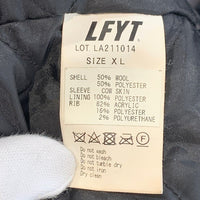 LFYT
LOT LA211014
SIZE XL
SHELL 50% WOOL
50% POLYESTER
SLEEVE COW SKIN
LINING 100% POLYESTER
RIB 82% ACRYLIC
16% POLYESTER
2% POLYURETHANE
Do not wash
Do not bleach
Do not tumble dry
Do not iron
Dry clean